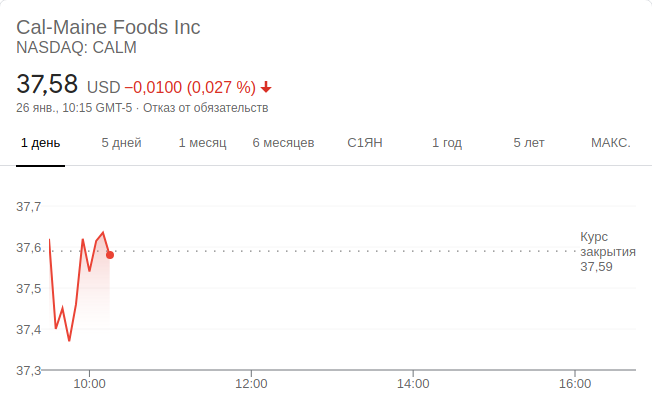 Cal-Maine Foods Inc
NASDAQ: CALM
37,58 USD −0,0100 (0,027 %)
26 янв., 10:15 GMT-5 · Отказ от обязательств
1 день 5 дней 1 месяц 6 месяцев С1ЯН 1 год 5 лет МАКС.
37,7
37,6
37,5
37,4
37,3
Курс
закрытия
37,59
10:00 12:00 14:00 16:00